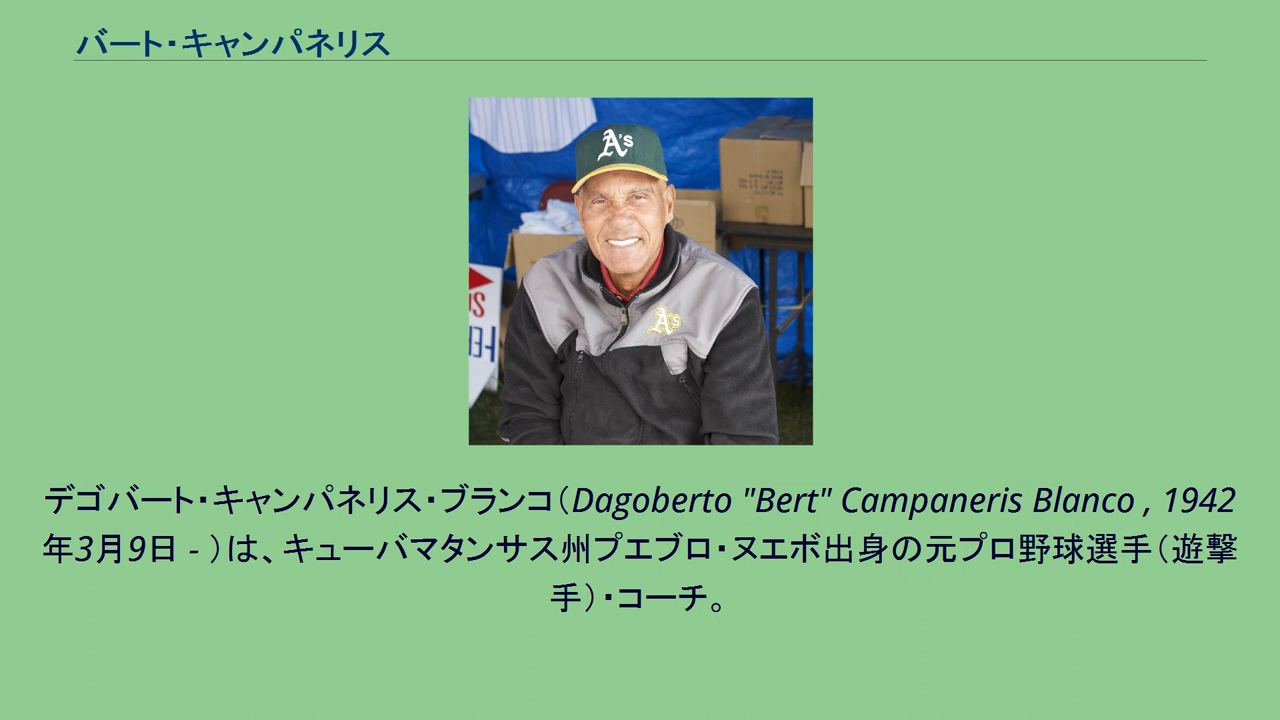 バート・キャンパネリス
A's
A's
デゴバート・キャンパネリス・ブランコ（Dagoberto "Bert" Campaneris Blanco , 1942
年3月9日 - ）は、キューバマタンサス州プエブロ・ヌエボ出身の元プロ野球選手（遊撃
手）・コーチ。